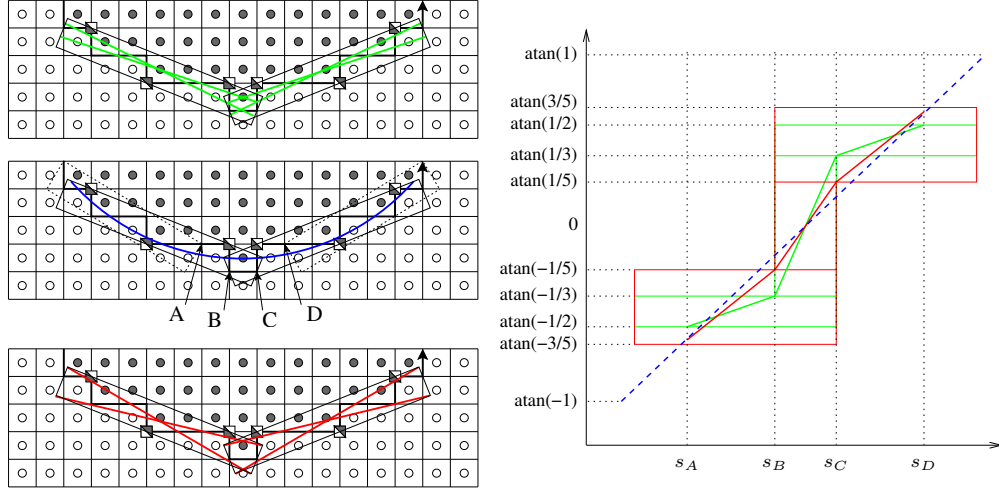 A
B
C
D
atan(1)
atan(3/5)
atan(1/2)
atan(1/3)
atan(1/5)
0
atan(−1/5)
atan(−1/3)
atan(−1/2)
atan(−3/5)
atan(−1)
s_A s_B s_C s_D